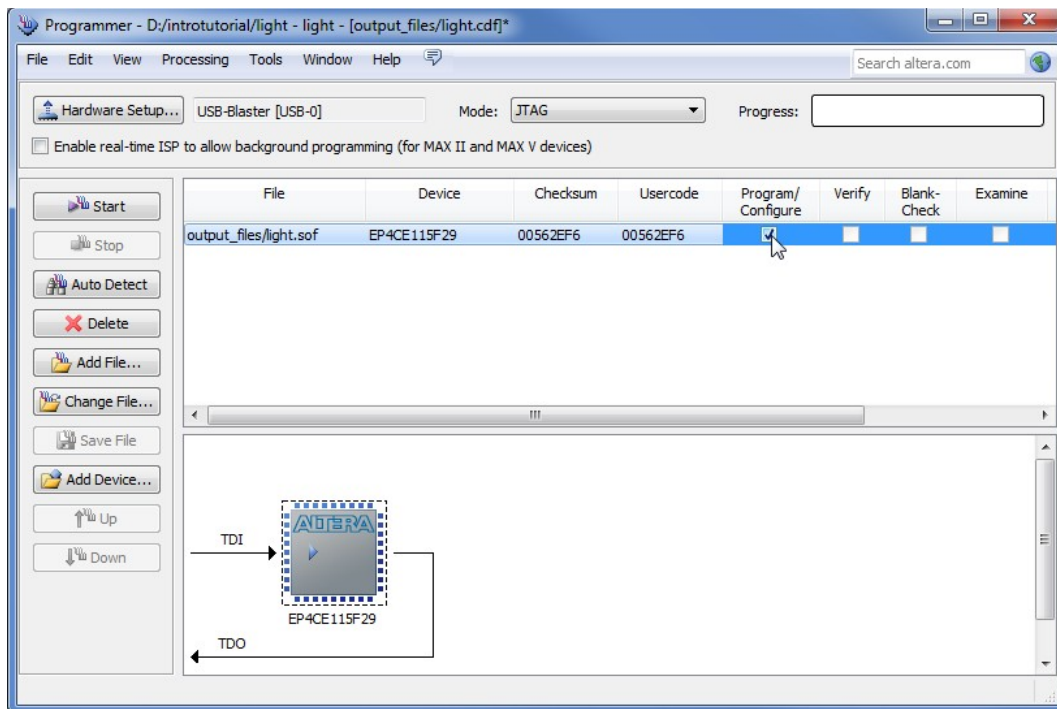 Programmer - D:/introtutorial/light - light - [output_files/light.cdf]*
File Edit View Processing Tools Window Help
Search altera.com
Hardware Setup... USB-Blaster [USB-0] Mode: JTAG Progress:
Enable real-time ISP to allow background programming (for MAX II and MAX V devices)
Start
Stop
Auto Detect
Delete
Add File...
Change File...
Save File
Add Device...
Up
Down
File Device Checksum Usercode Program/ Verify Blank- Examine
Configure Check
output_files/light.sof EP4CE115F29 00562EF6 00562EF6
TDI
ALTERA
EP4CE115F29
TDO